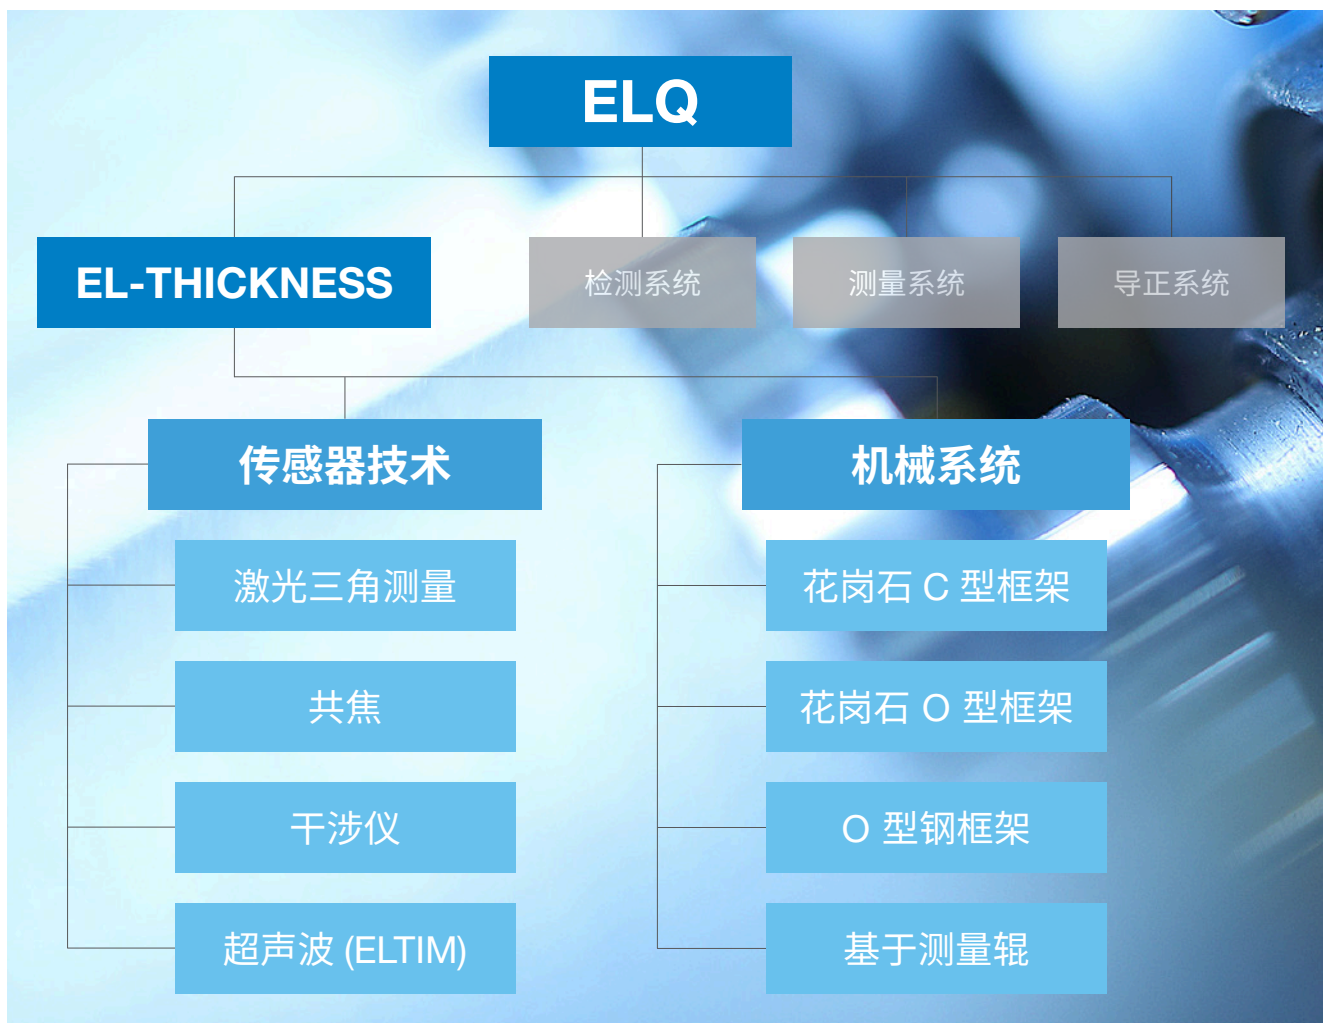 ELQ
EL-THICKNESS
检测系统
测量系统
导正系统
传感器技术
机械系统
激光三角测量
花岗石 C 型框架
共焦
花岗石 O 型框架
干涉仪
O 型钢框架
超声波 (ELTIM)
基于测量辊